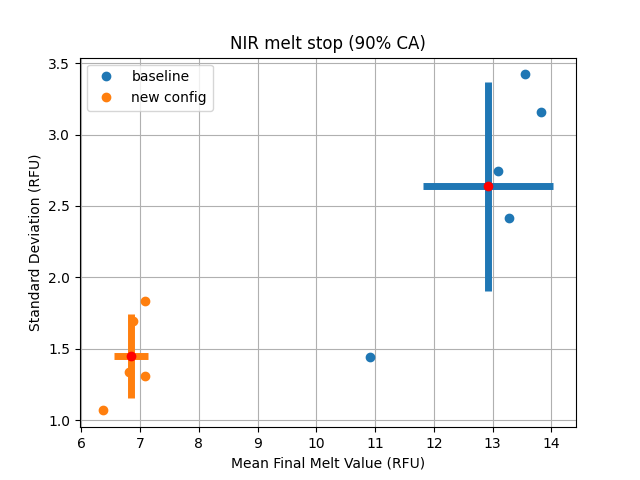 NIR melt stop (90% CA)
baseline
new config
Standard Deviation (RFU)
3.5
3.0
2.5
2.0
1.5
1.0
6 7 8 9 10 11 12 13 14
Mean Final Melt Value (RFU)